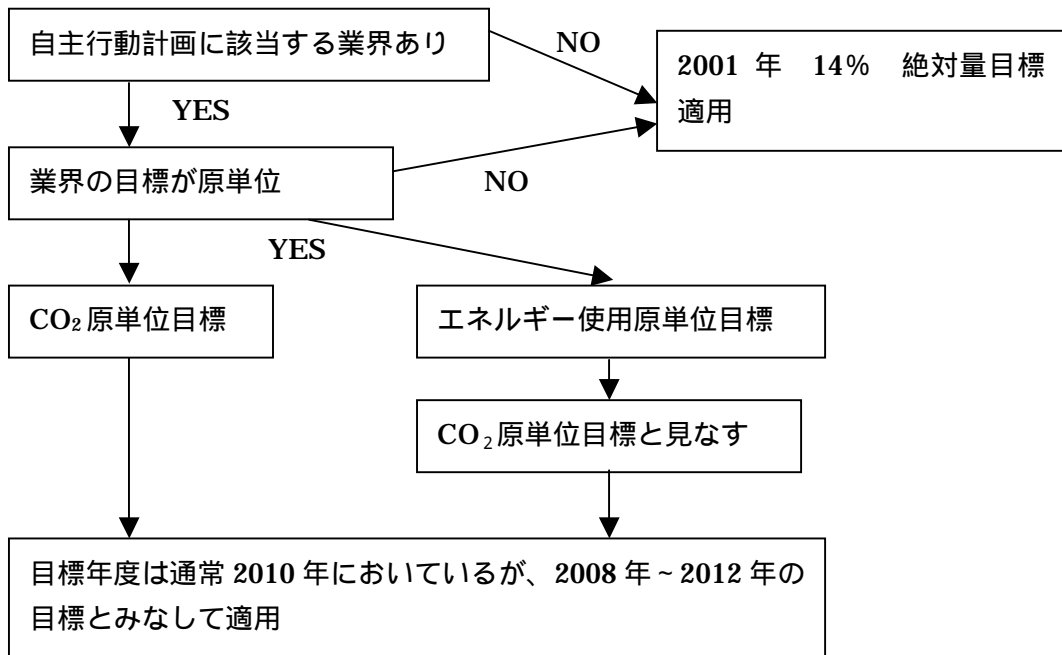 自主行動計画に該当する業界あり
NO
2001 年　14%　絶対量目標
適用
YES
業界の目標が原単位
NO
YES
CO₂原単位目標
エネルギー使用原単位目標
CO₂原単位目標と見なす
目標年度は通常 2010 年においているが、2008 年~2012 年の
目標とみなして適用